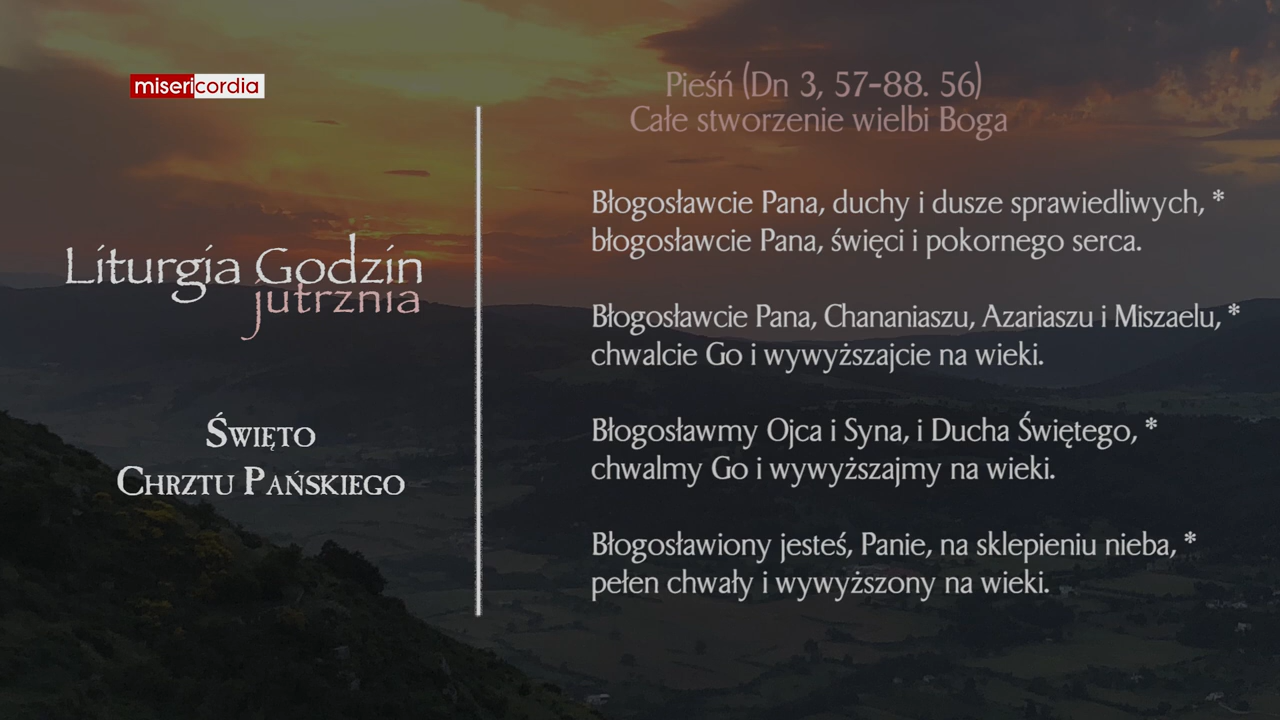 misericordia
Liturgia Godzin
jutrznia
Święto
Chrztu Pańskiego
Pieśń (Dn 3, 57-88. 56)
Całe stworzenie wielbi Boga
Błogosławcie Pana, duchy i dusze sprawiedliwych, *
błogosławcie Pana, święci i pokornego serca.
Błogosławcie Pana, Chananiaszu, Azariaszu i Miszaelu, *
chwalcie Go i wywyższajcie na wieki.
Błogosławmy Ojca i Syna, i Ducha Świętego, *
chwalmy Go i wywyższajmy na wieki.
Błogosławiony jesteś, Panie, na sklepieniu nieba, *
pełen chwały i wywyższony na wieki.